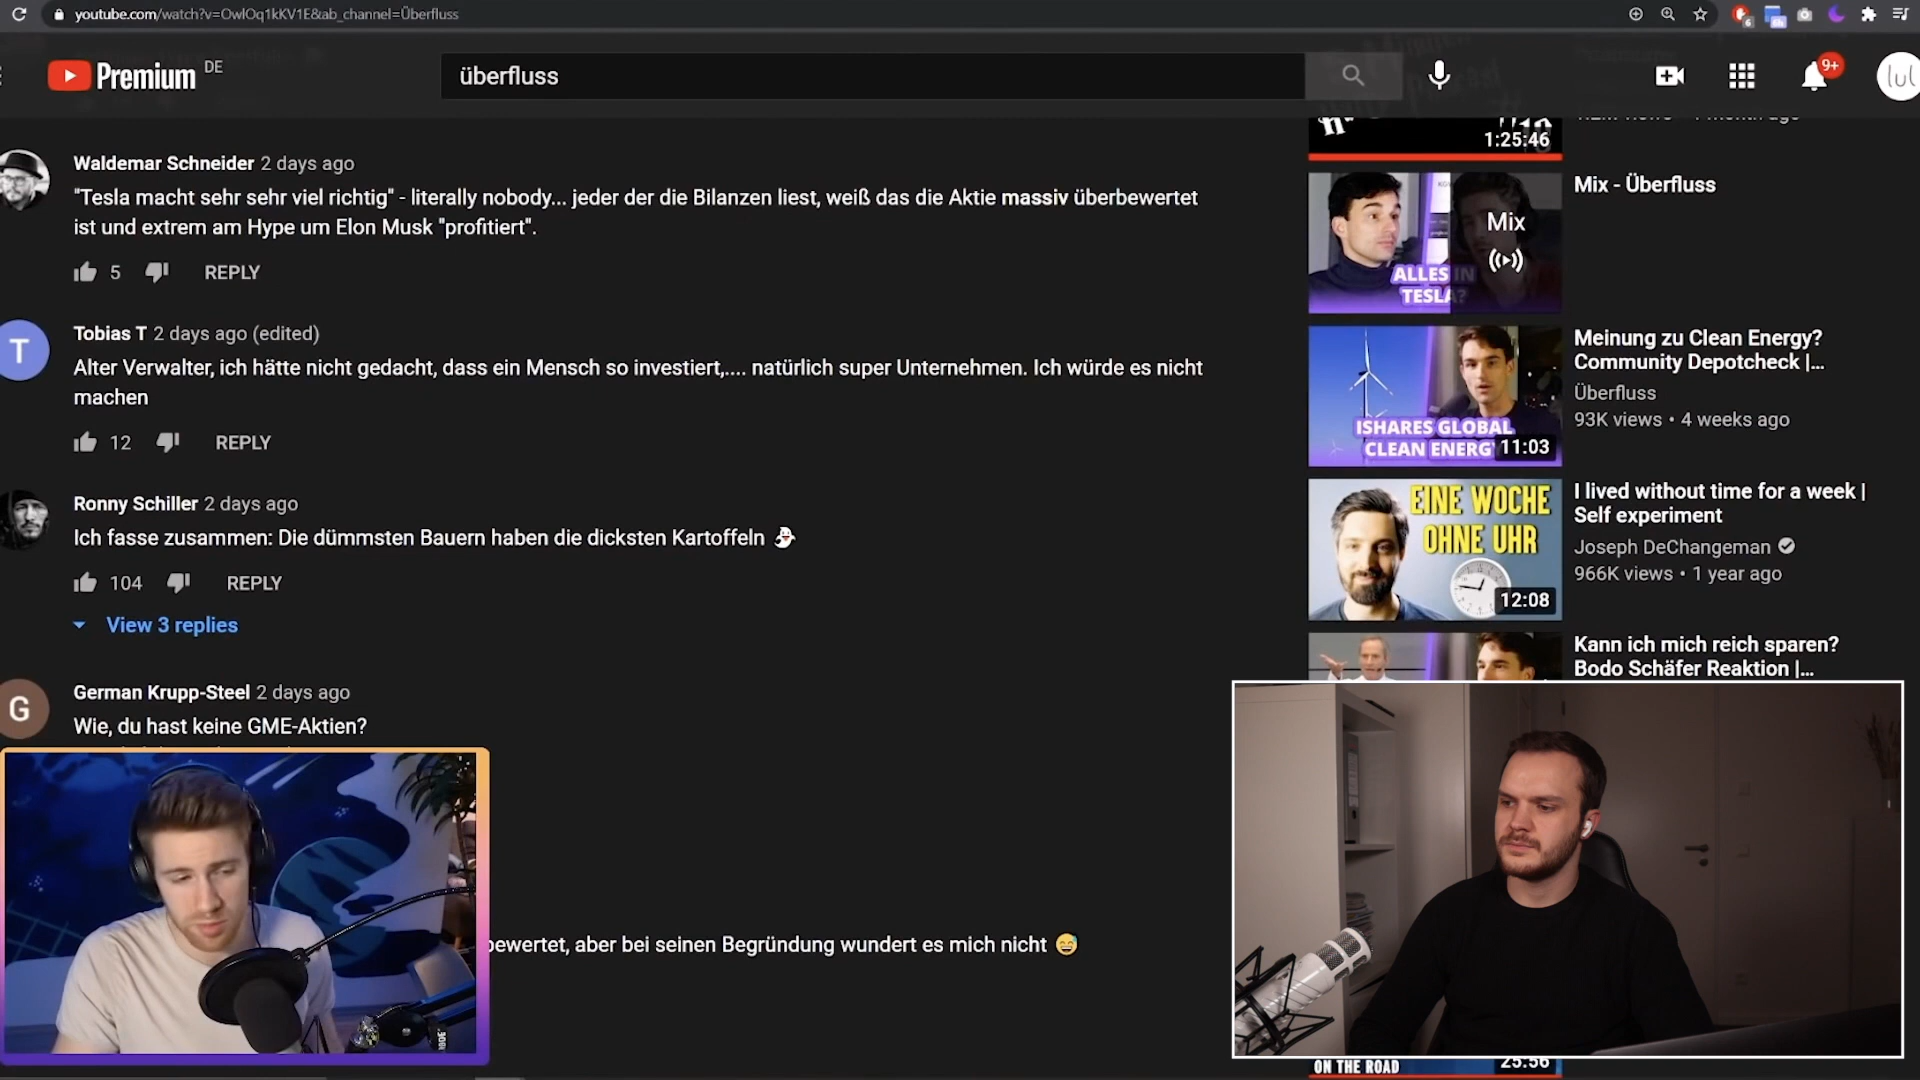 youtube.com/watch?v=OwlOq1kKV1E&ab_channel=Überfluss
Premium DE
überfluss
9+
Waldemar Schneider 2 days ago
"Tesla macht sehr sehr viel richtig" - literally nobody... jeder der die Bilanzen liest, weiß das die Aktie massiv überbewertet
ist und extrem am Hype um Elon Musk "profitiert".
5 REPLY
Tobias T 2 days ago (edited)
Alter Verwalter, ich hätte nicht gedacht, dass ein Mensch so investiert,.... natürlich super Unternehmen. Ich würde es nicht
machen
12 REPLY
Ronny Schiller 2 days ago
Ich fasse zusammen: Die dümmsten Bauern haben die dicksten Kartoffeln
104 REPLY
View 3 replies
German Krupp-Steel 2 days ago
Wie, du hast keine GME-Aktien?
T
G
bewertet, aber bei seinen Begründung wundert es mich nicht 😅
1:25:46
Mix - Überfluss
Mix
ALLES IN
TESLA?
Meinung zu Clean Energy?
Community Depotcheck |...
Überfluss
93K views • 4 weeks ago
ISHARES GLOBAL
CLEAN ENERGY
11:03
I lived without time for a week |
Self experiment
Joseph DeChangeman
966K views • 1 year ago
EINE WOCHE
OHNE UHR
12:08
Kann ich mich reich sparen?
Bodo Schäfer Reaktion |...
ON THE ROAD
25:56